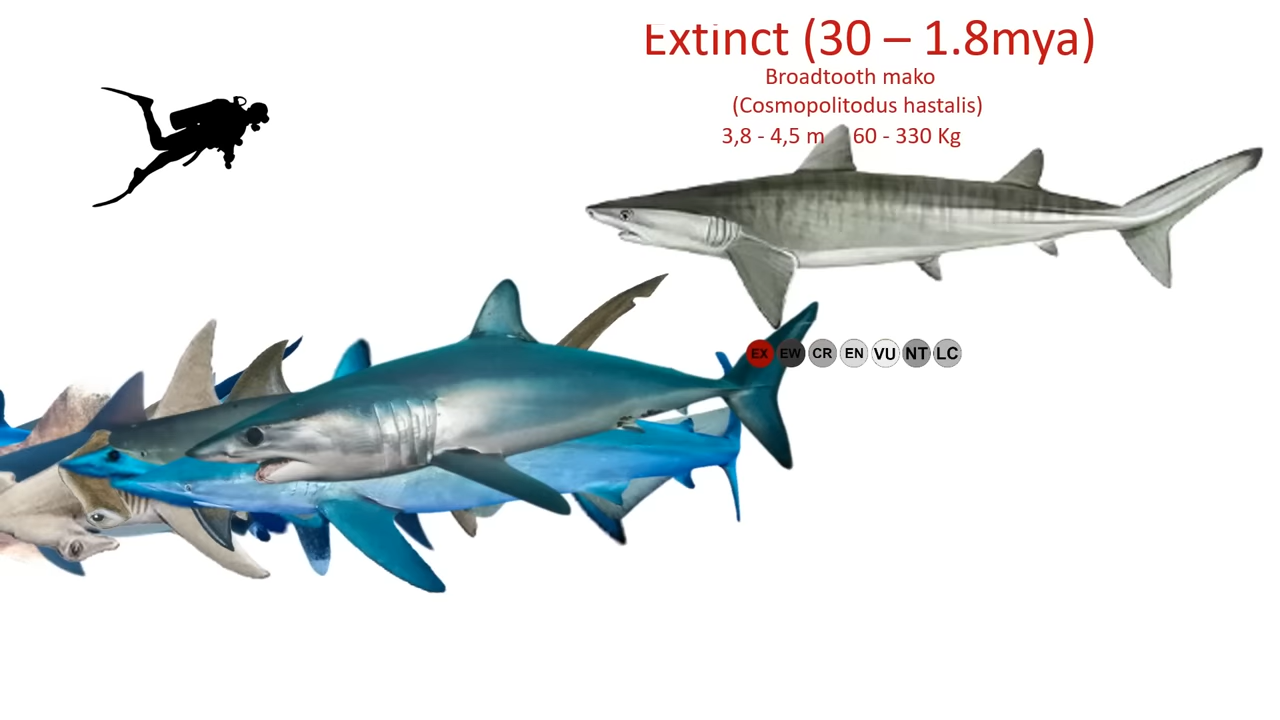 Extinct (30 – 1.8mya)
Broadtooth mako
(Cosmopolitodus hastalis)
3,8 - 4,5 m 60 - 330 Kg
EX EW CR EN VU NT LC